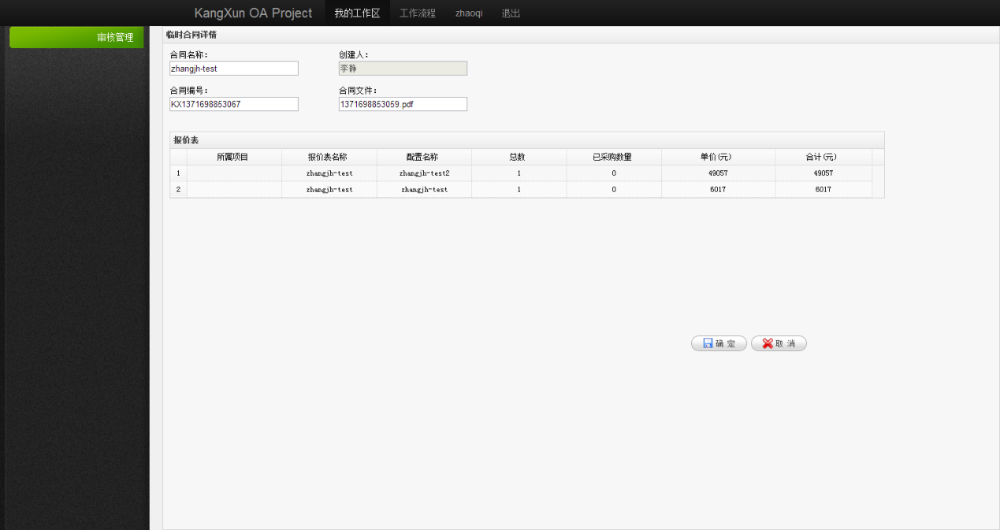 KangXun OA Project 我的工作区 工作流程 zhaoqi 退出
审核管理
临时合同详情
合同名称: 创建人:
zhangjh-test 李静
合同编号: 合同文件:
KX1371698853067 1371698853059.pdf
报价表
所属项目 报价表名称 配置名称 总数 已采购数量 单价(元) 合计(元)
1 zhangjh-test zhangjh-test2 1 0 49057 49057
2 zhangjh-test zhangjh-test 1 0 6017 6017
确 定 取 消